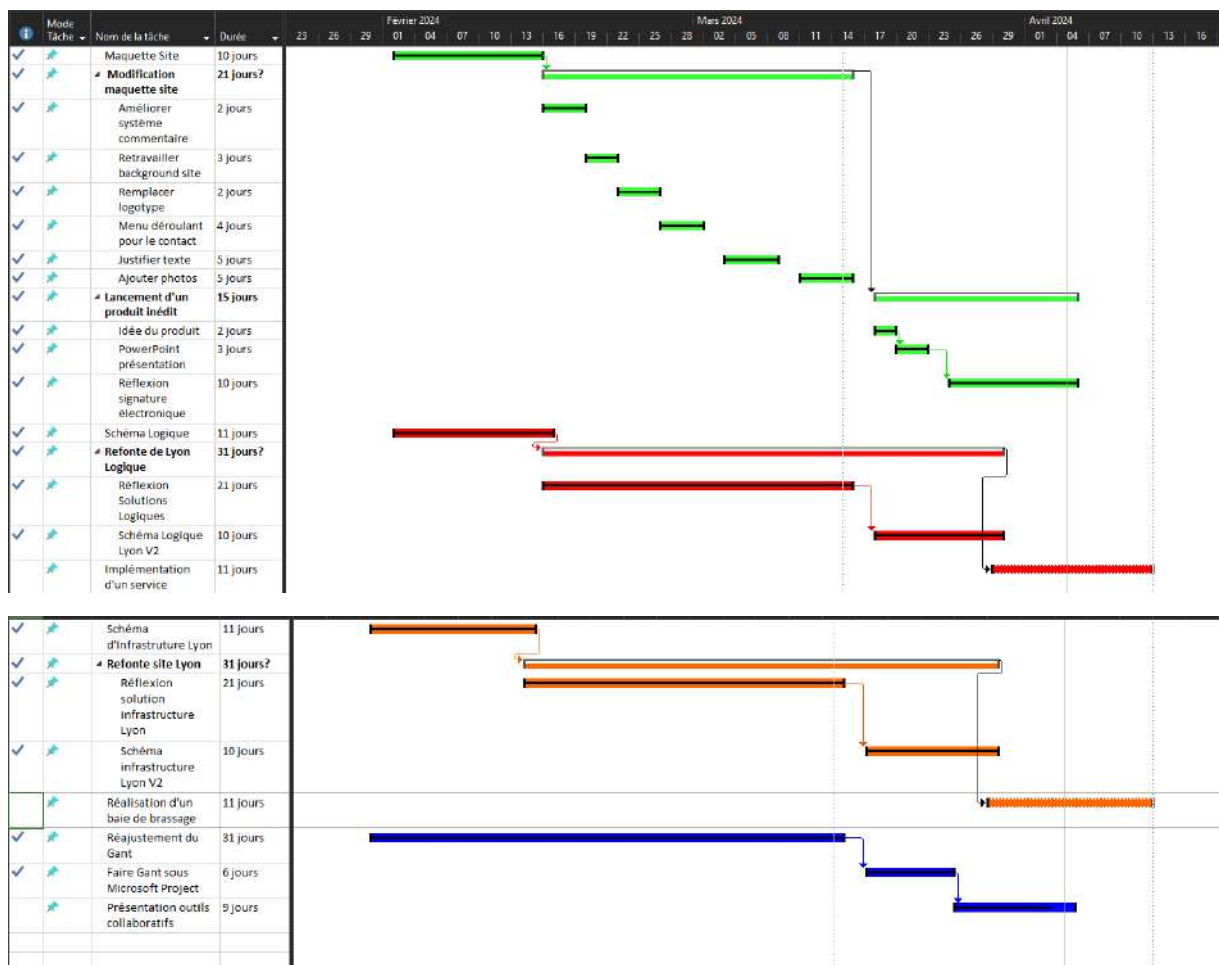 Février 2024 Mars 2024 Avril 2024
Mode
Tâche Nom de la tâche Durée 23 26 29 01 04 07 10 13 16 19 22 25 28 02 05 08 11 14 17 20 23 26 29 01 04 07 10 13 16
Maquette Site 10 jours
Modification 21 jours?
maquette site
Améliorer 2 jours
système
commentaire
Retravailler 3 jours
background site
Remplacer 2 jours
logotype
Menu déroulant 4 jours
pour le contact
Justifier texte 5 jours
Ajouter photos 5 jours
Lancement d'un 15 jours
produit inédit
Idée du produit 2 jours
PowerPoint 3 jours
présentation
Réflexion 10 jours
signature
électronique
Schéma Logique 11 jours
Refonte de Lyon 31 jours?
Logique
Réflexion 21 jours
Solutions
Logiques
Schéma Logique 10 jours
Lyon V2
Implémentation 11 jours
d'un service
Schéma 11 jours
d'Infrastruture Lyon
Refonte site Lyon 31 jours?
Réflexion 21 jours
solution
infrastructure
Lyon
Schéma 10 jours
infrastructure
Lyon V2
Réalisation d'un 11 jours
baie de brassage
Réajustement du 31 jours
Gant
Faire Gant sous 6 jours
Microsoft Project
Présentation outils 9 jours
collaboratifs